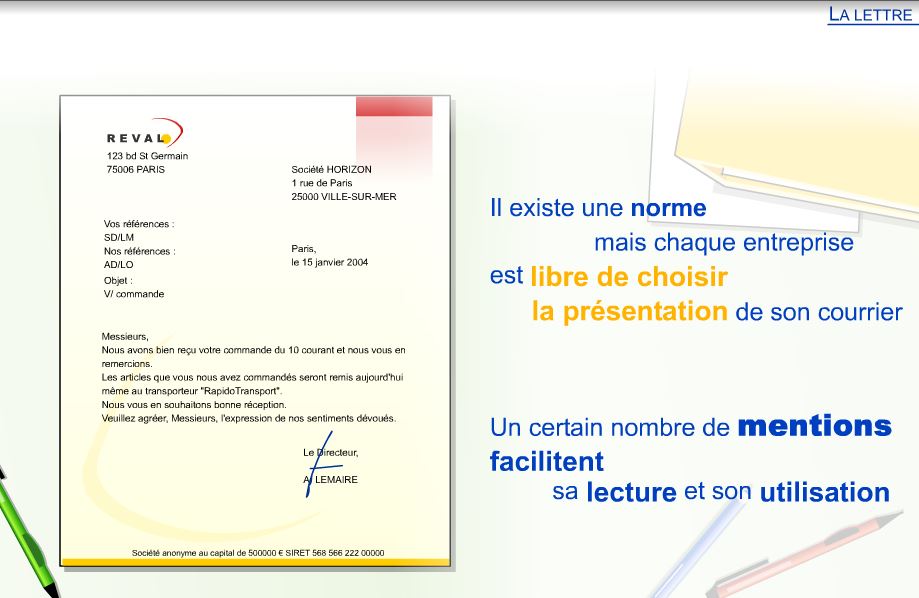 LA LETTRE
REVAL
123 bd St Germain
75006 PARIS
Société HORIZON
1 rue de Paris
25000 VILLE-SUR-MER
Vos références :
SD/LM
Nos références :
AD/LO
Objet :
V/ commande
Paris,
le 15 janvier 2004
Messieurs,
Nous avons bien reçu votre commande du 10 courant et nous vous en
remercions.
Les articles que vous nous avez commandés seront remis aujourd'hui
même au transporteur "RapidoTransport".
Nous vous en souhaitons bonne réception.
Veuillez agréer, Messieurs, l'expression de nos sentiments dévoués.
Le Directeur,
A. LEMAIRE
Société anonyme au capital de 500000 € SIRET 568 566 222 00000
Il existe une norme
mais chaque entreprise
est libre de choisir
la présentation de son courrier
Un certain nombre de mentions
facilitent
sa lecture et son utilisation